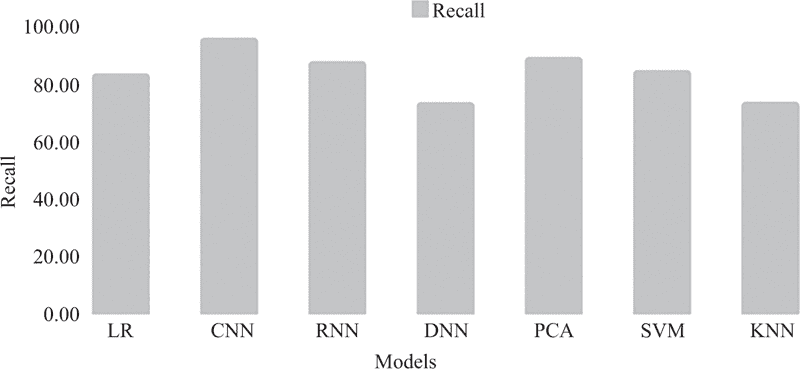 Recall
100.00
80.00
60.00
40.00
20.00
0.00
Recall
LR CNN RNN DNN PCA SVM KNN
Models